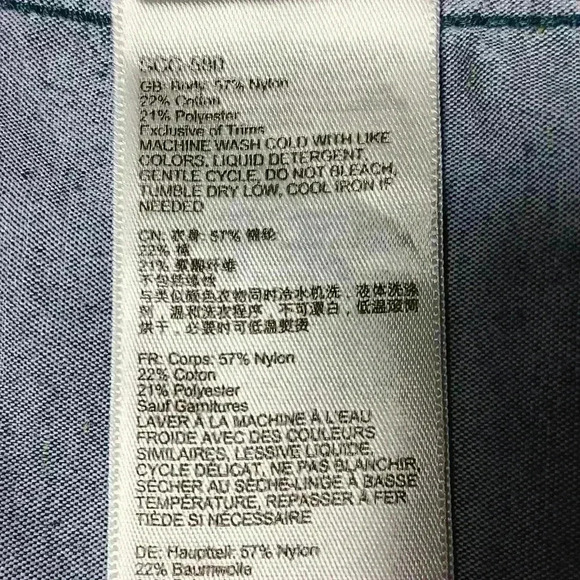 SCC-590
GB: Body: 57% Nylon
22% Cotton
21% Polyester
Exclusive of Trims
MACHINE WASH COLD WITH LIKE
COLORS, LIQUID DETERGENT,
GENTLE CYCLE, DO NOT BLEACH,
TUMBLE DRY LOW, COOL IRON IF
NEEDED
CN: 衣身: 57% 锦纶
22% 棉
21% 聚酯纤维
不包括缘饰
与类似颜色衣物同时冷水机洗，液体洗涤
剂，温和洗衣程序，不可漂白，低温滚筒
烘干，必要时可低温熨烫
FR: Corps: 57% Nylon
22% Coton
21% Polyester
Sauf Garnitures
LAVER À LA MACHINE À L'EAU
FROIDE AVEC DES COULEURS
SIMILAIRES, LESSIVE LIQUIDE,
CYCLE DÉLICAT, NE PAS BLANCHIR,
SÉCHER AU SÈCHE-LINGE À BASSE
TEMPÉRATURE, REPASSER À FER
TIÈDE SI NÉCESSAIRE
DE: Hauptteil: 57% Nylon
22% Baumwolle